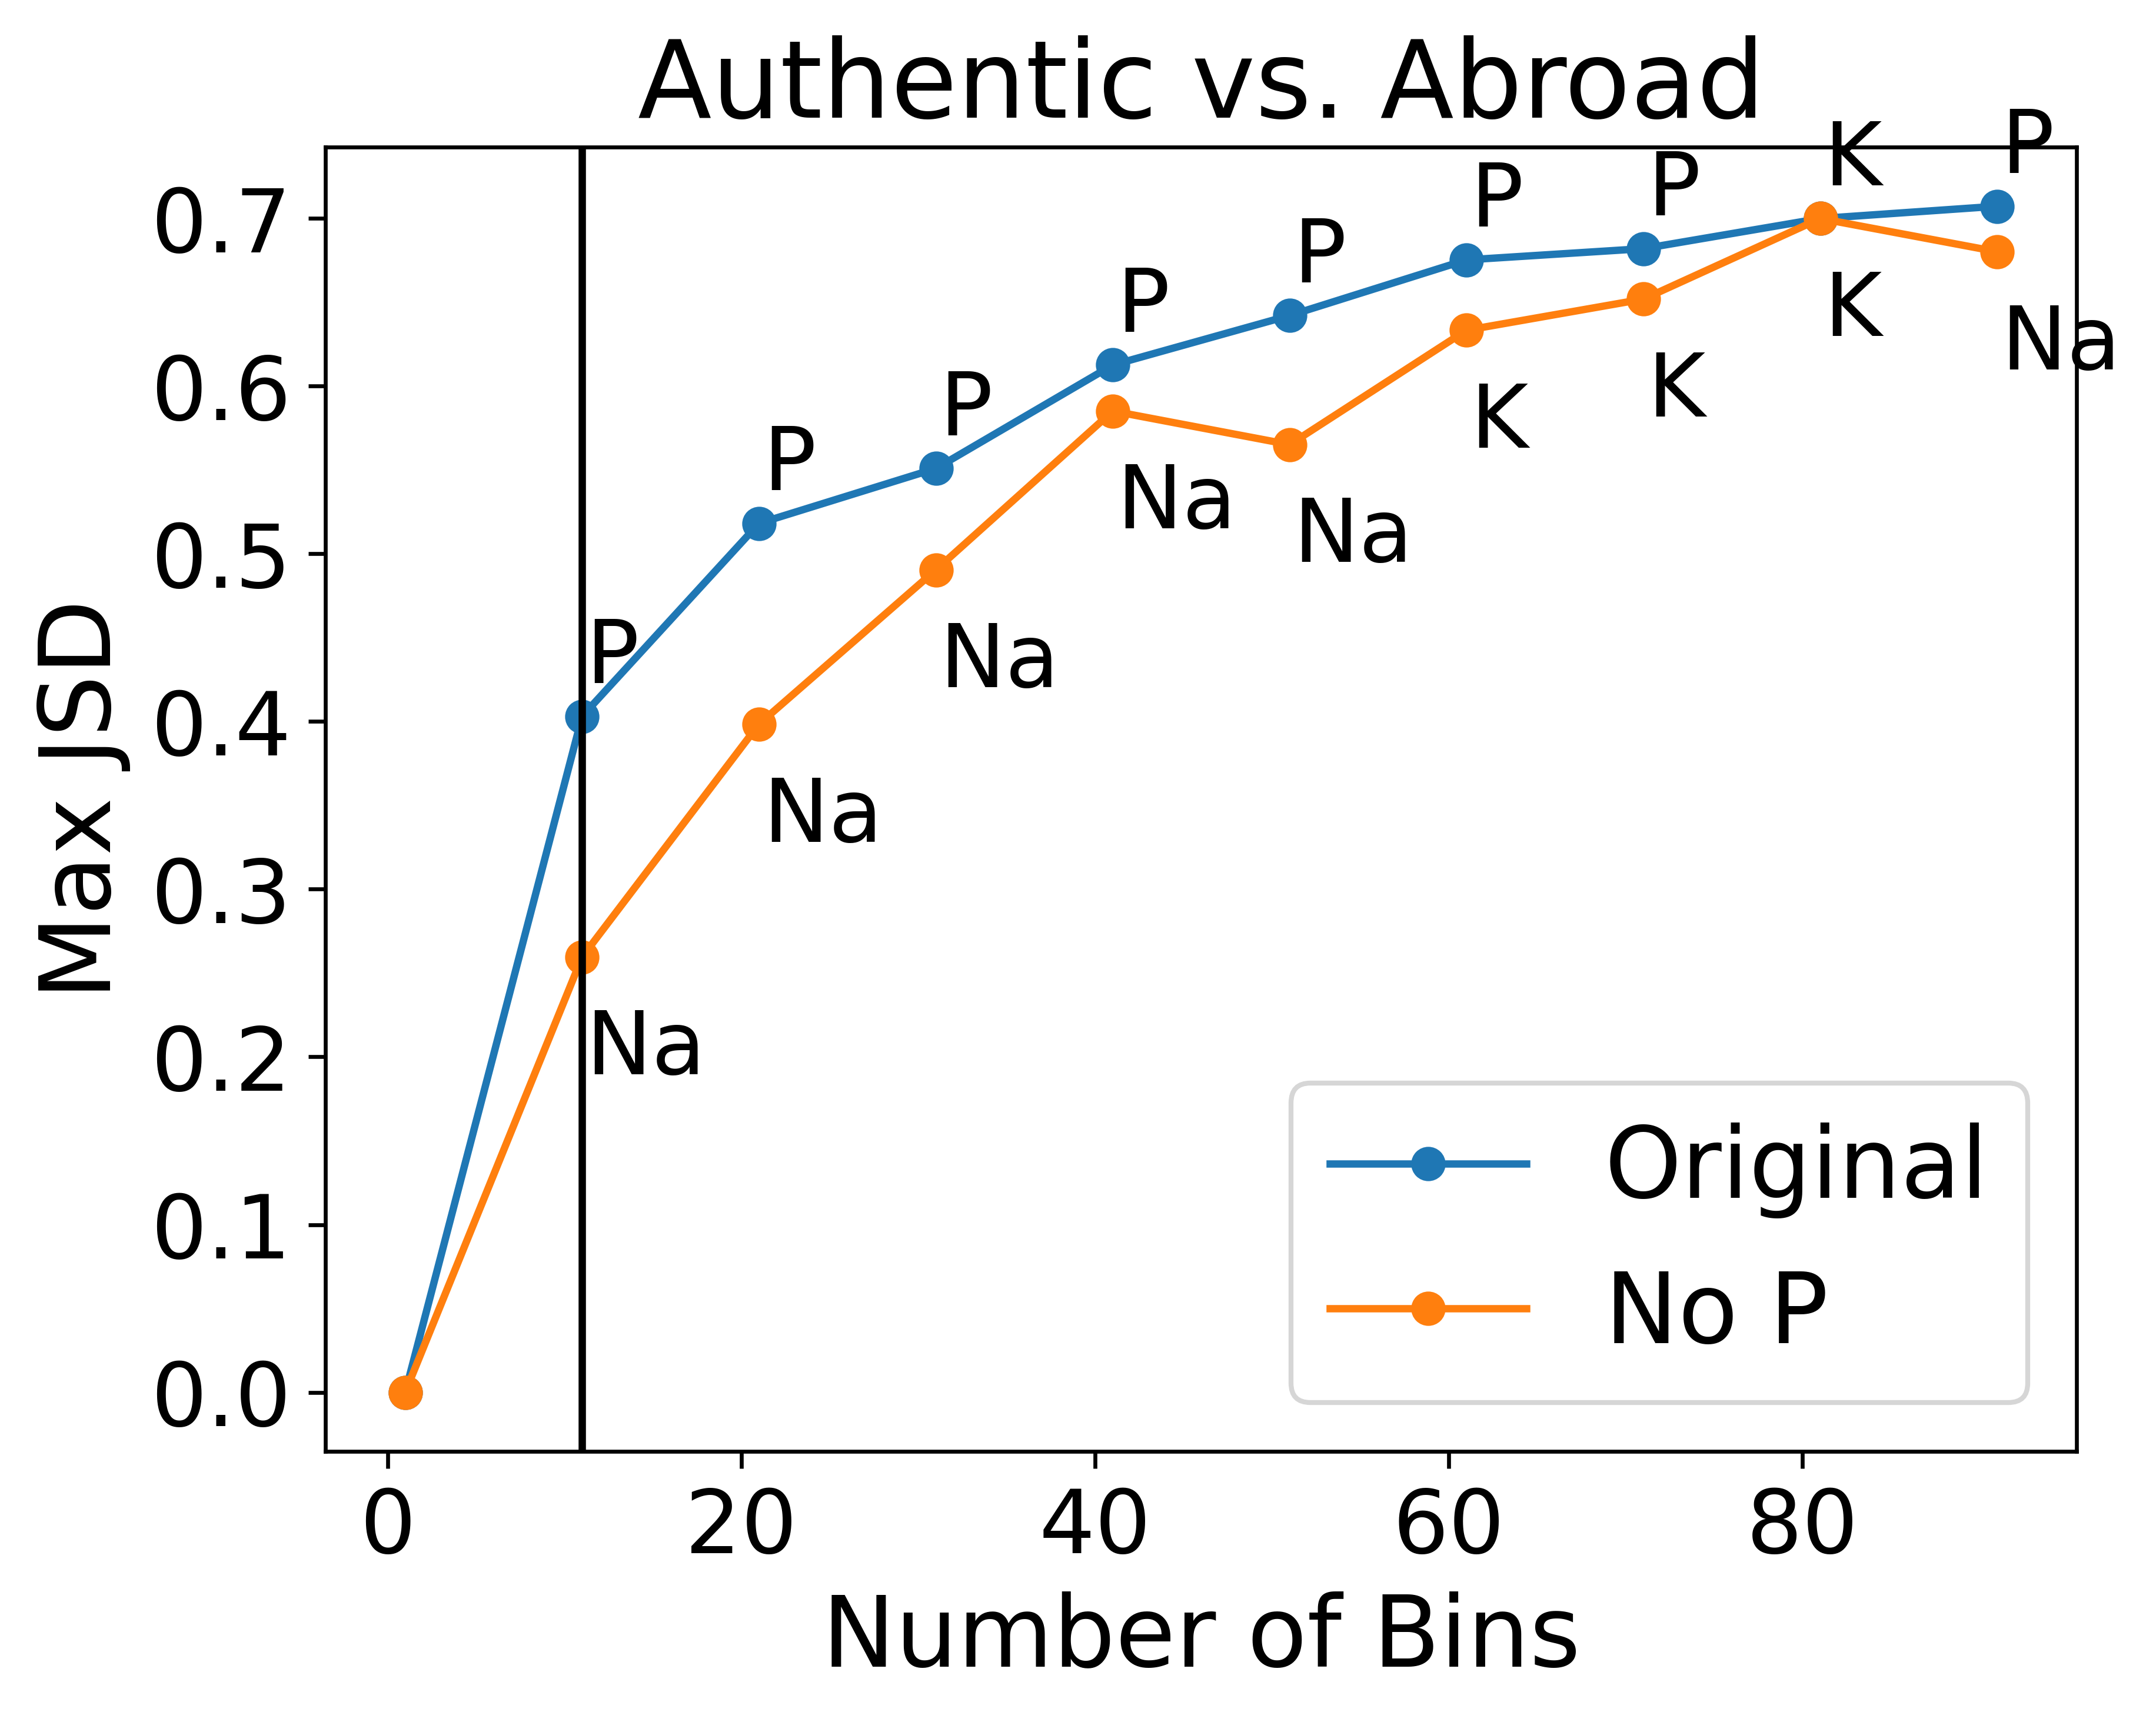 Authentic vs. Abroad
Max JSD
0.7
0.6
0.5
0.4
0.3
0.2
0.1
0.0
P
P
P
P
P
P
P
K
P
Na
Na
Na
Na
Na
K
K
K
Na
Original
No P
0 20 40 60 80
Number of Bins